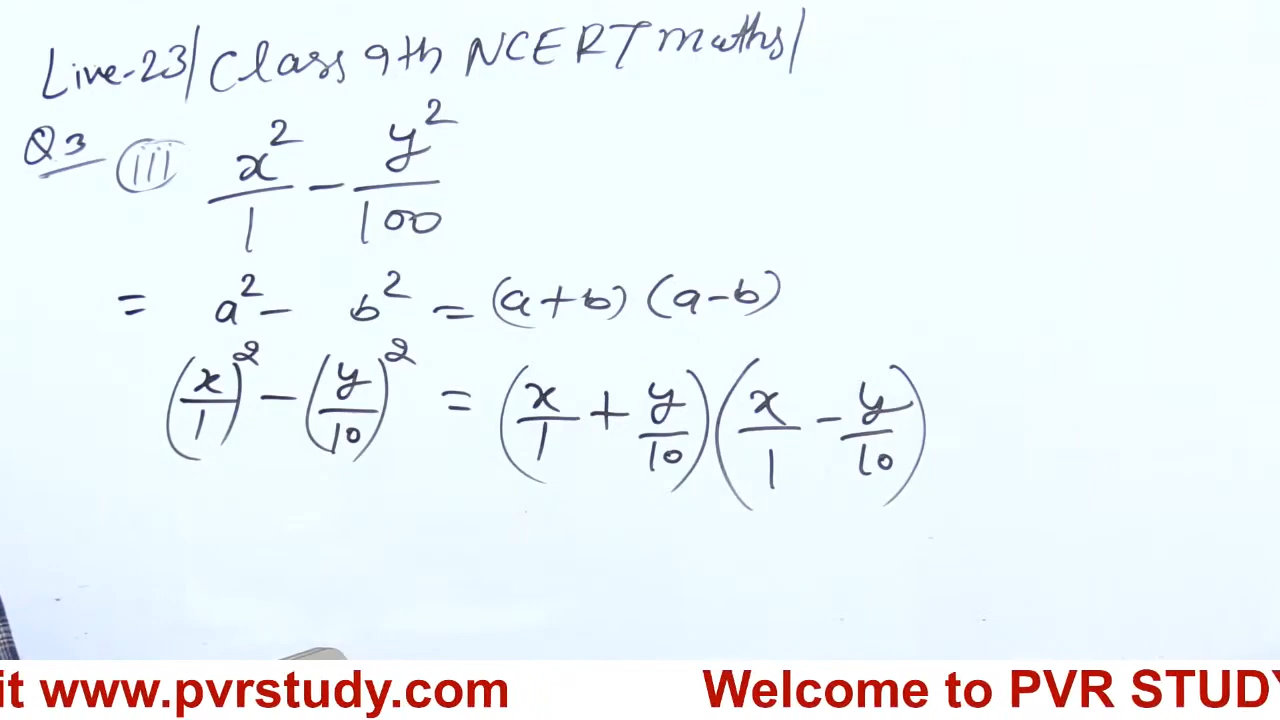 Live-23/Class 9th NCERT maths/
Q3 (iii) x²/1 - y²/100
= a² - b² = (a+b) (a-b)
(x/1)² - (y/10)² = (x/1 + y/10)(x/1 - y/10)
it www.pvrstudy.com Welcome to PVR STUDY